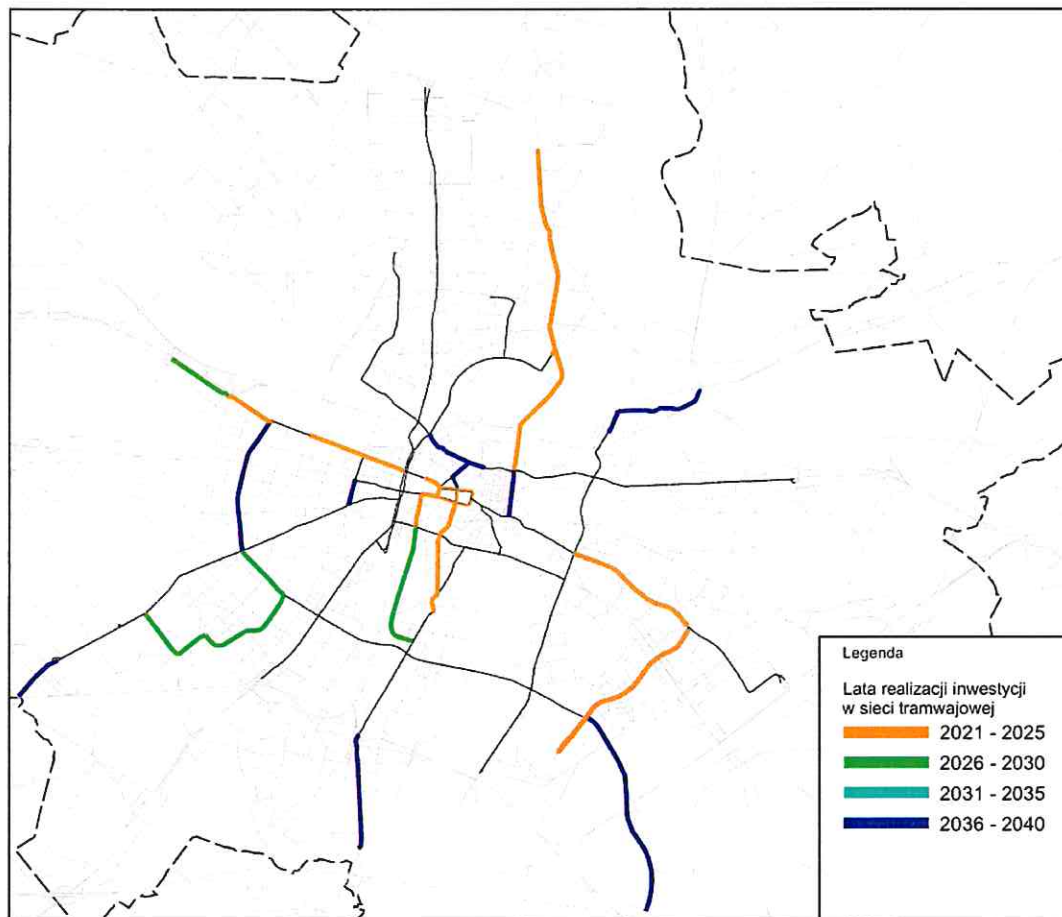 Legenda
Lata realizacji inwestycji
w sieci tramwajowej
2021 - 2025
2026 - 2030
2031 - 2035
2036 - 2040